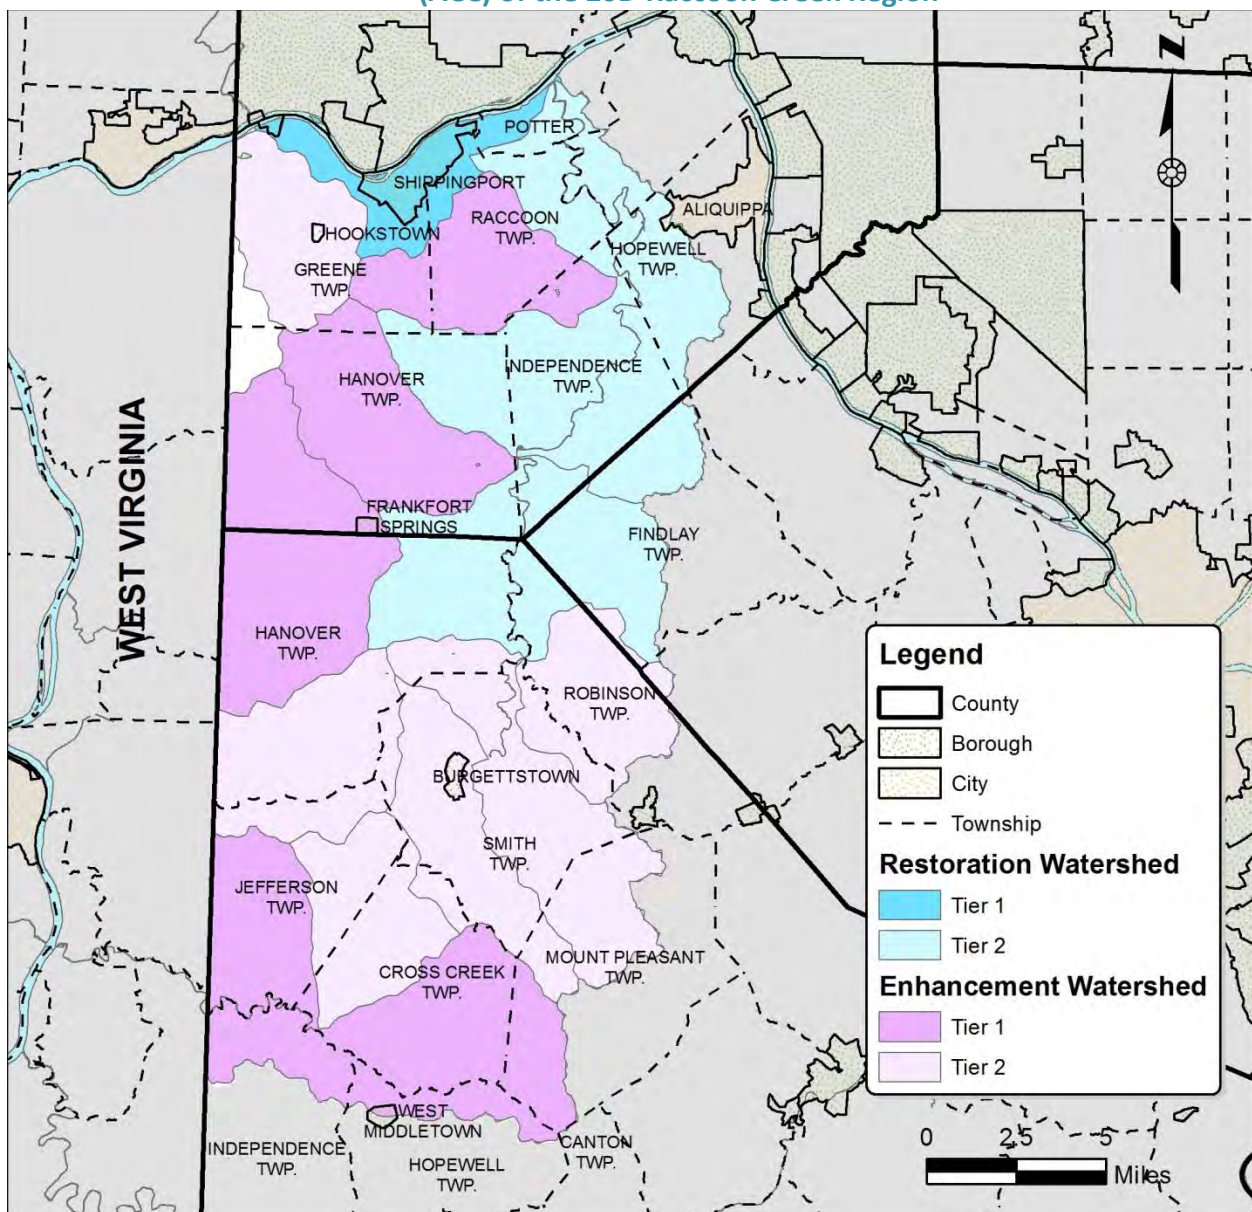 POTTER
SHIPPINGPORT
RACCOON
TWP.
ALIQUIPPA
HOOKSTOWN
HOPEWELL
TWP.
GREENE
TWP.
INDEPENDENCE
TWP.
HANOVER
TWP.
WEST VIRGINIA
FRANKFORT
SPRINGS
FINDLAY
TWP.
HANOVER
TWP.
ROBINSON
TWP.
BURGETTSTOWN
SMITH
TWP.
JEFFERSON
TWP.
CROSS CREEK
TWP.
MOUNT PLEASANT
TWP.
WEST
MIDDLETOWN
INDEPENDENCE
TWP.
HOPEWELL
TWP.
CANTON
TWP.
N
Legend
County
Borough
City
Township
Restoration Watershed
Tier 1
Tier 2
Enhancement Watershed
Tier 1
Tier 2
0 2.5 5
Miles